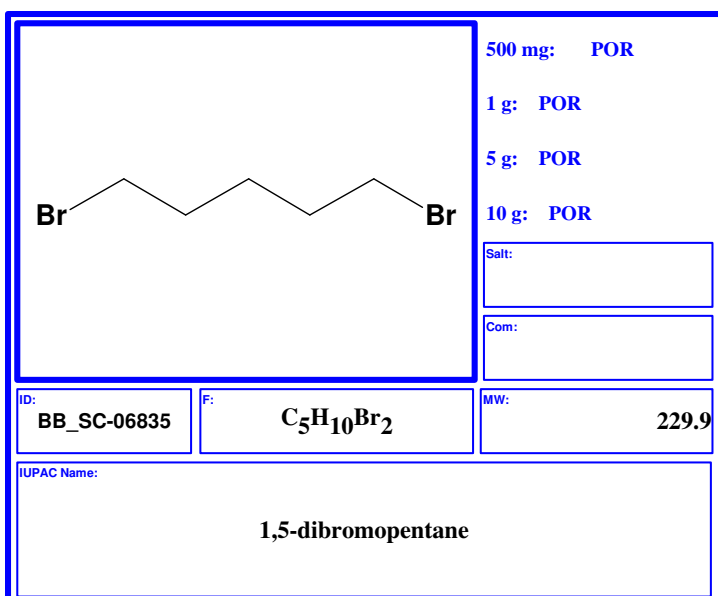 500 mg: POR
1 g: POR
5 g: POR
10 g: POR
Br
Br
Salt:
Com:
ID:
BB_SC-06835
F:
C5H10Br2
MW:
229.9
IUPAC Name:
1,5-dibromopentane